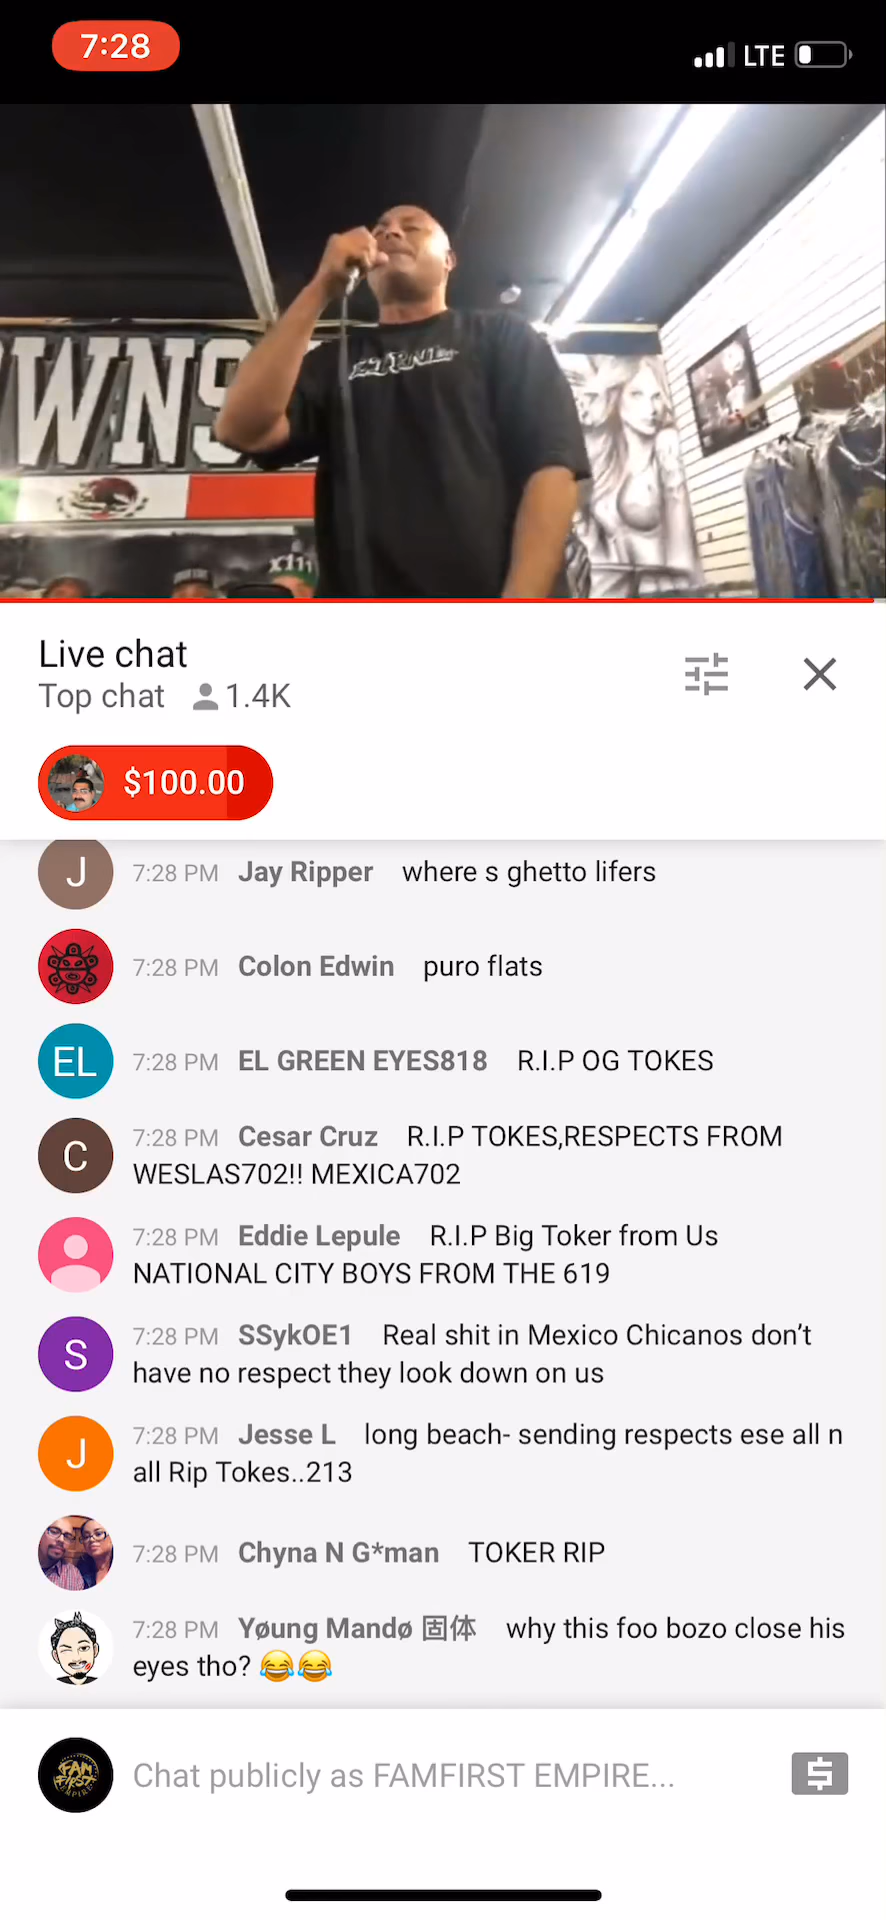 7:28
LTE
WNS
x111
Live chat
Top chat 1.4K
$100.00
J 7:28 PM Jay Ripper where s ghetto lifers
7:28 PM Colon Edwin puro flats
EL 7:28 PM EL GREEN EYES818 R.I.P OG TOKES
C 7:28 PM Cesar Cruz R.I.P TOKES,RESPECTS FROM
WESLAS702!! MEXICA702
7:28 PM Eddie Lepule R.I.P Big Toker from Us
NATIONAL CITY BOYS FROM THE 619
S 7:28 PM SSykOE1 Real shit in Mexico Chicanos don’t
have no respect they look down on us
J 7:28 PM Jesse L long beach- sending respects ese all n
all Rip Tokes..213
7:28 PM Chyna N G*man TOKER RIP
7:28 PM Yøung Mandø 固体 why this foo bozo close his
eyes tho? 😂😂
FAM
FIRST
EMPIRE
Chat publicly as FAMFIRST EMPIRE...